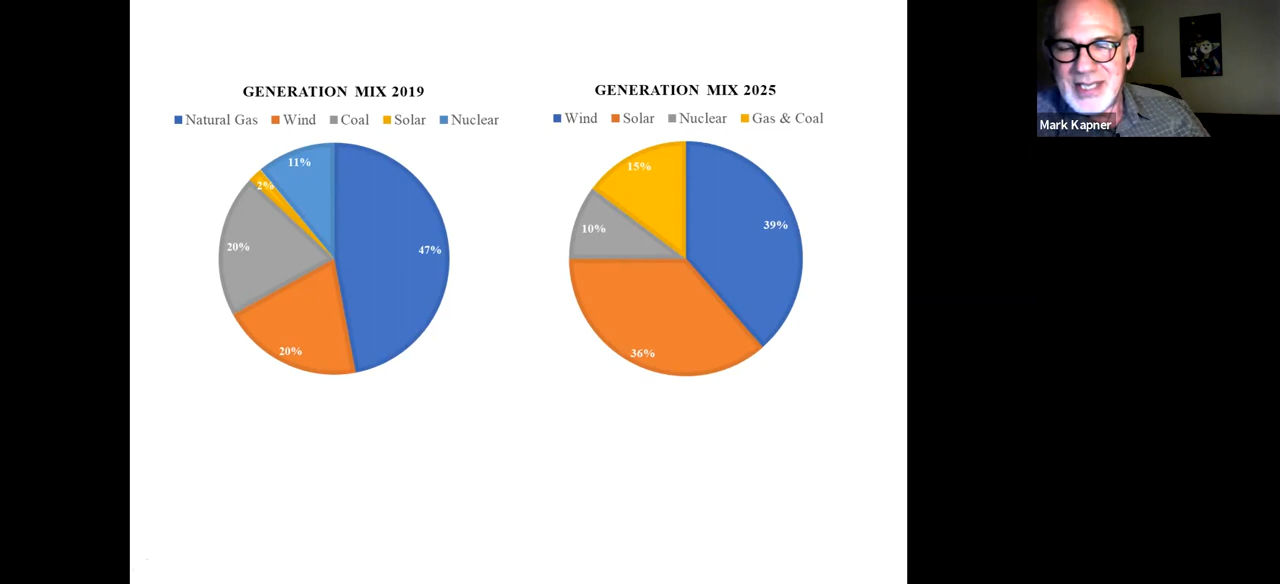 GENERATION MIX 2019
Natural Gas Wind Coal Solar Nuclear
11%
2%
20%
47%
20%
GENERATION MIX 2025
Wind Solar Nuclear Gas & Coal
15%
39%
10%
36%
Mark Kapner